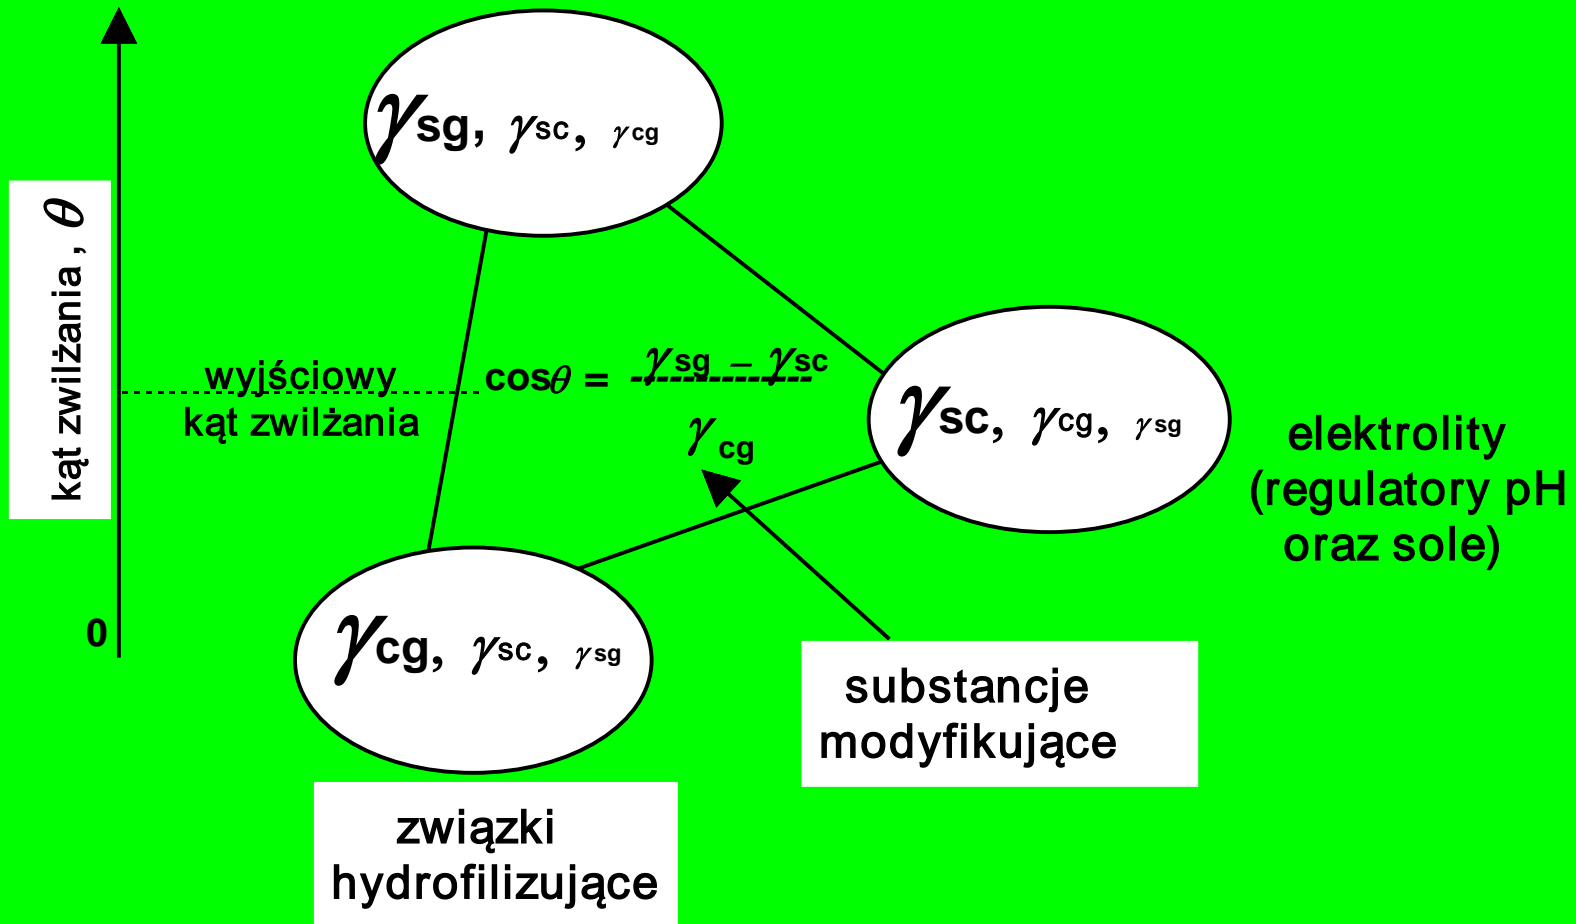 γsg, γsc, γcg
kąt zwilżania , θ
wyjściowy
kąt zwilżania
cosθ = γsg – γsc
--------------
γcg
γsc, γcg, γsg
elektrolity
(regulatory pH
oraz sole)
0
γcg, γsc, γsg
substancje
modyfikujące
związki
hydrofilizujące